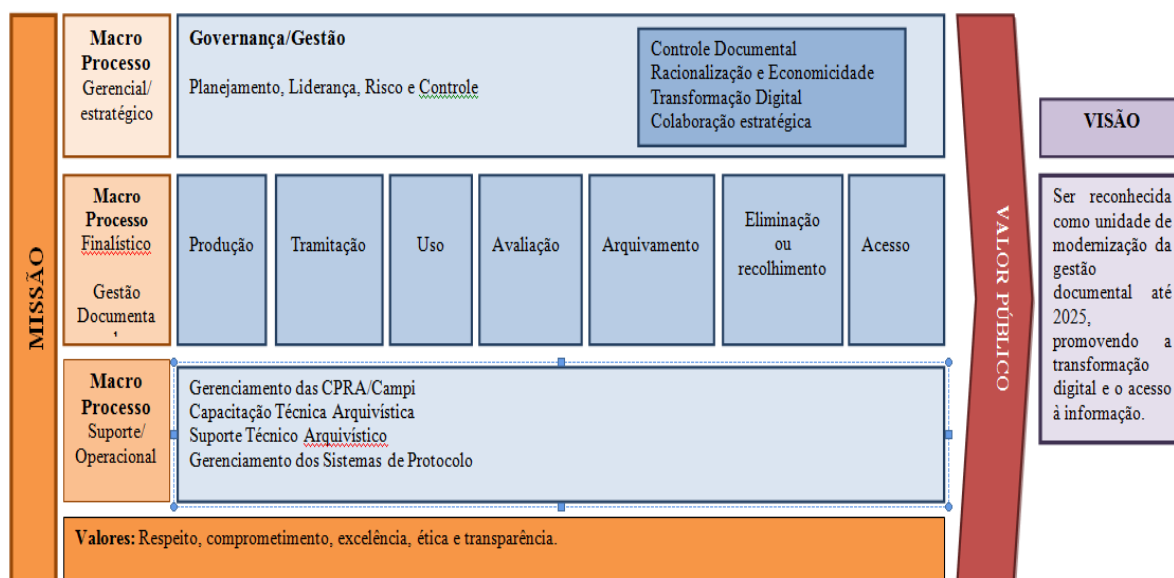 MISSÃO
Macro
Processo
Gerencial/
estratégico
Governança/Gestão
Planejamento, Liderança, Risco e Controle
Controle Documental
Racionalização e Economicidade
Transformação Digital
Colaboração estratégica
Macro
Processo
Finalístico
Gestão
Documenta
Produção
Tramitação
Uso
Avaliação
Arquivamento
Eliminação
ou
recolhimento
Acesso
Macro
Processo
Suporte/
Operacional
Gerenciamento das CPRA/Campi
Capacitação Técnica Arquivística
Suporte Técnico Arquivístico
Gerenciamento dos Sistemas de Protocolo
Valores: Respeito, comprometimento, excelência, ética e transparência.
VALOR PÚBLICO
VISÃO
Ser reconhecida
como unidade de
modernização da
gestão
documental até
2025,
promovendo a
transformação
digital e o acesso
à informação.